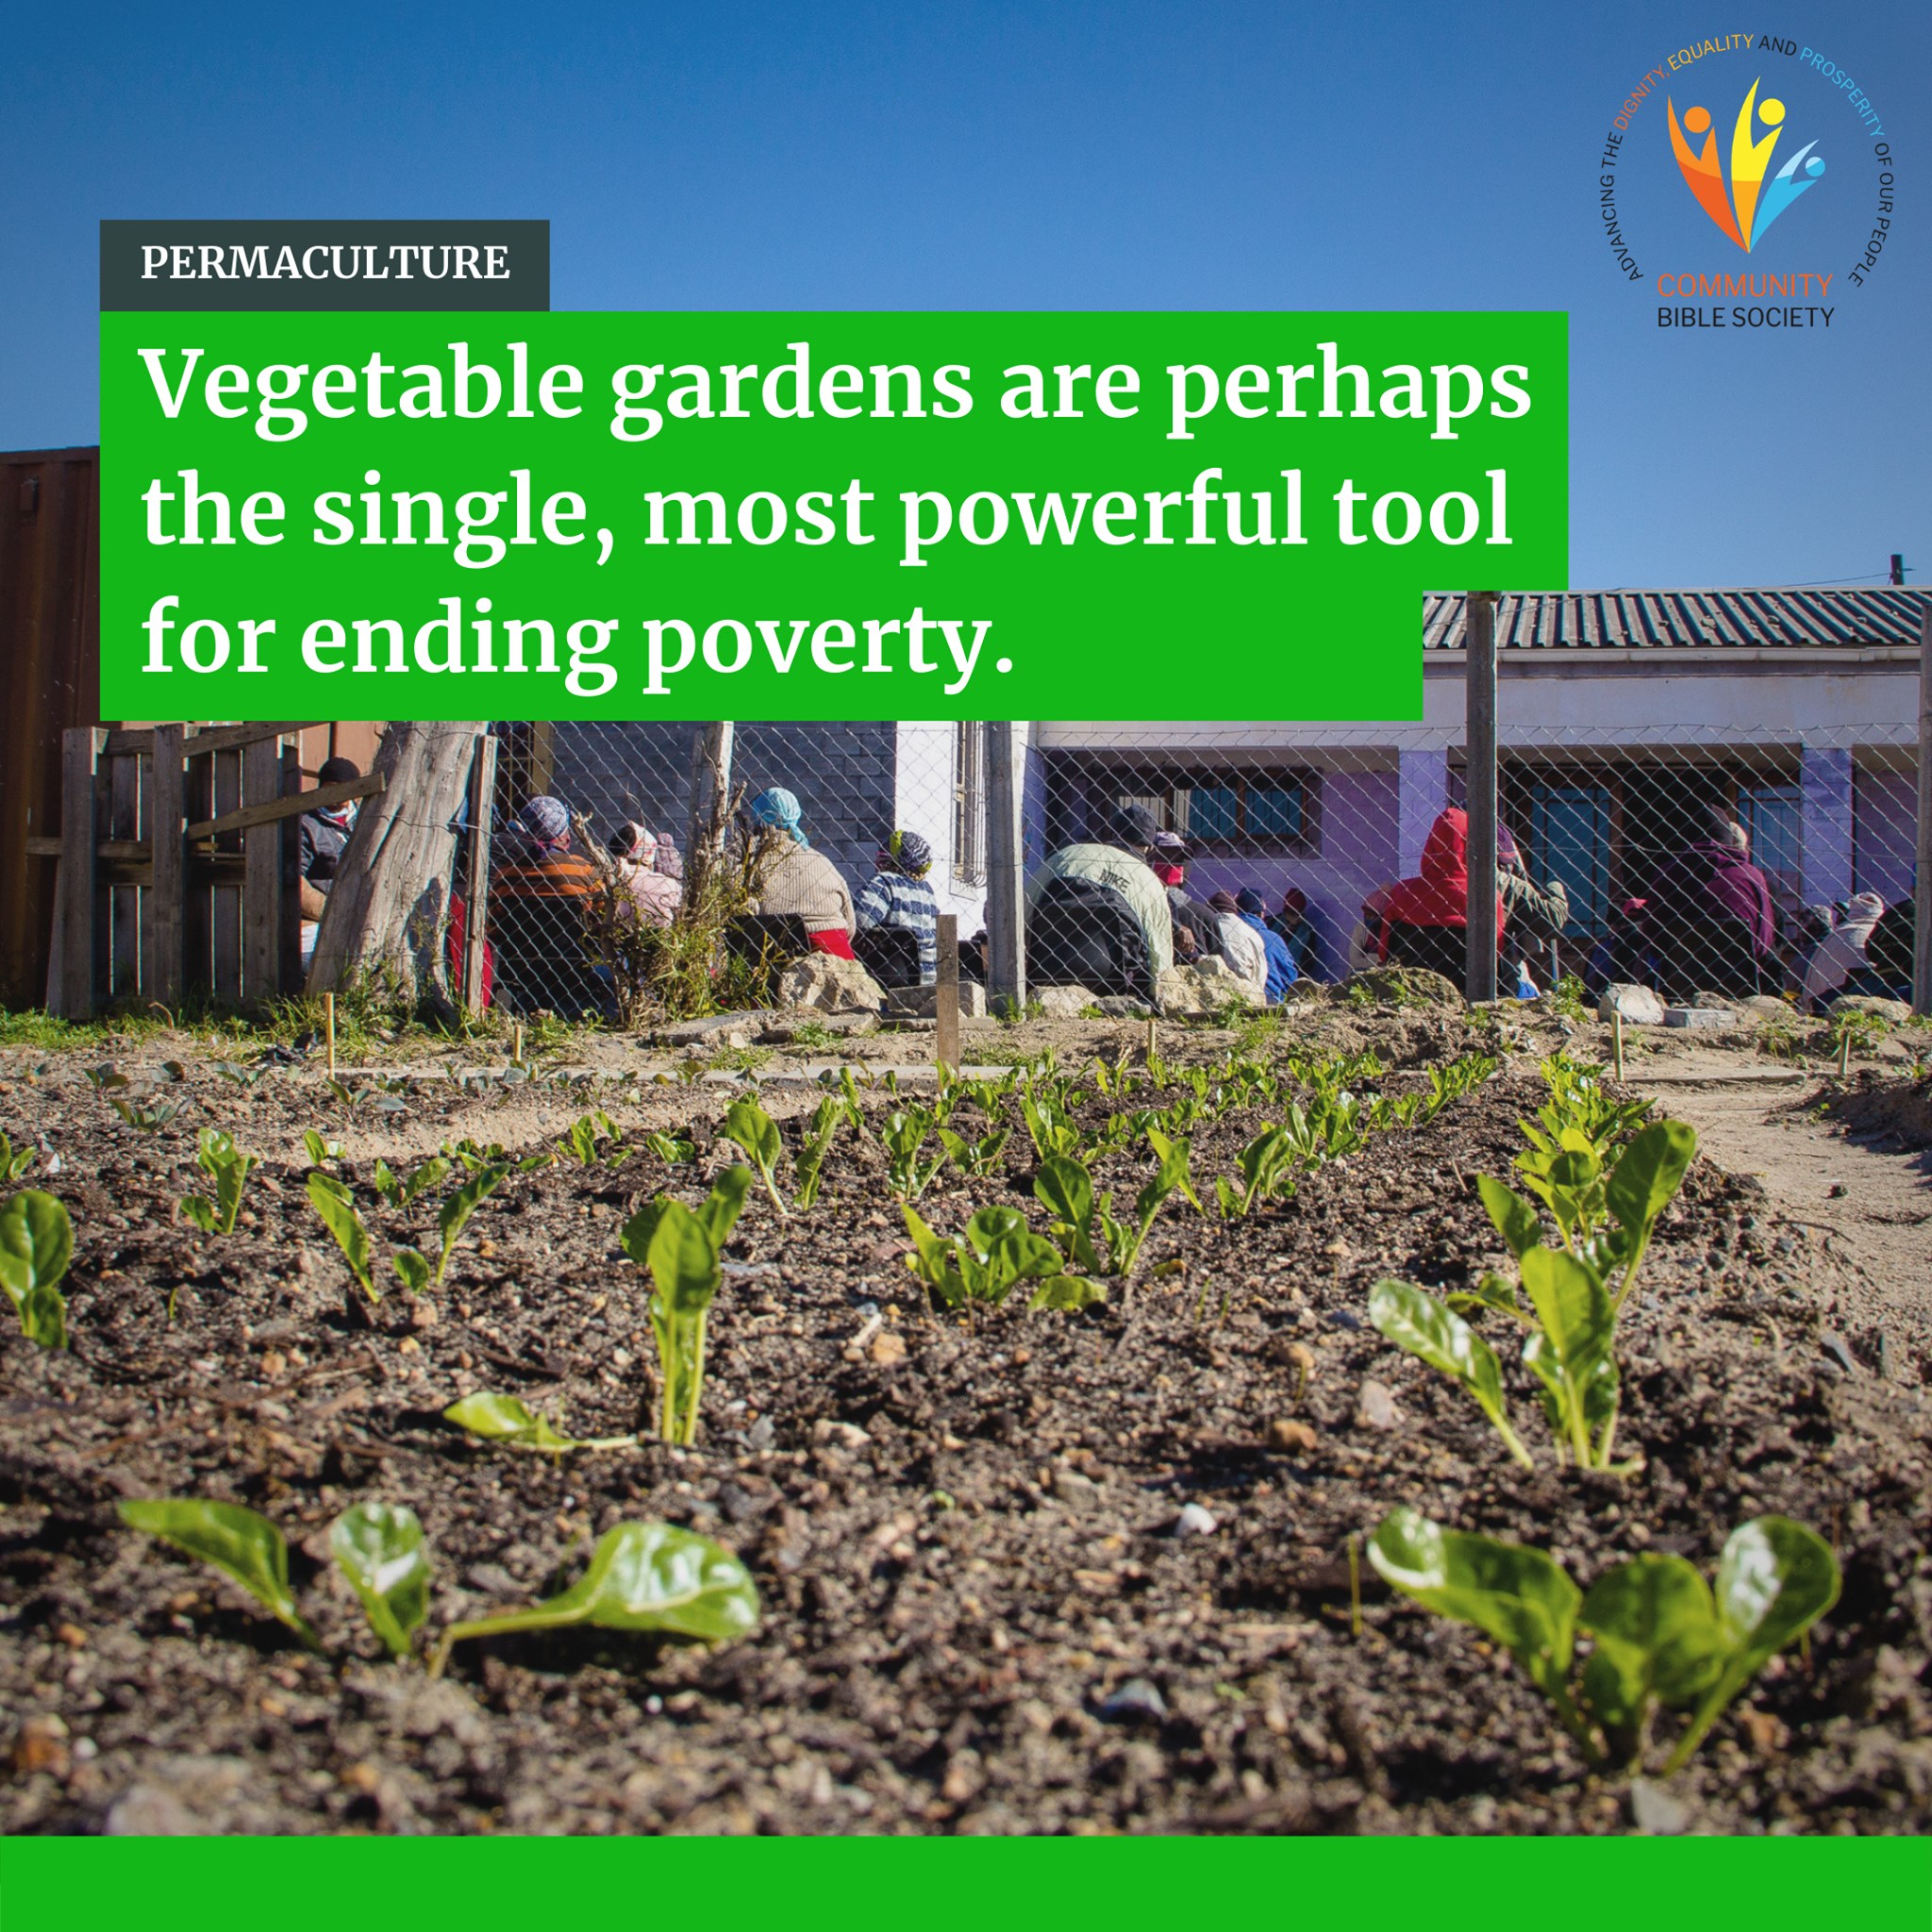 ADVANCING THE DIGNITY, EQUALITY AND PROSPERITY OF OUR PEOPLE
COMMUNITY
BIBLE SOCIETY
PERMACULTURE
Vegetable gardens are perhaps
the single, most powerful tool
for ending poverty.
NIKE